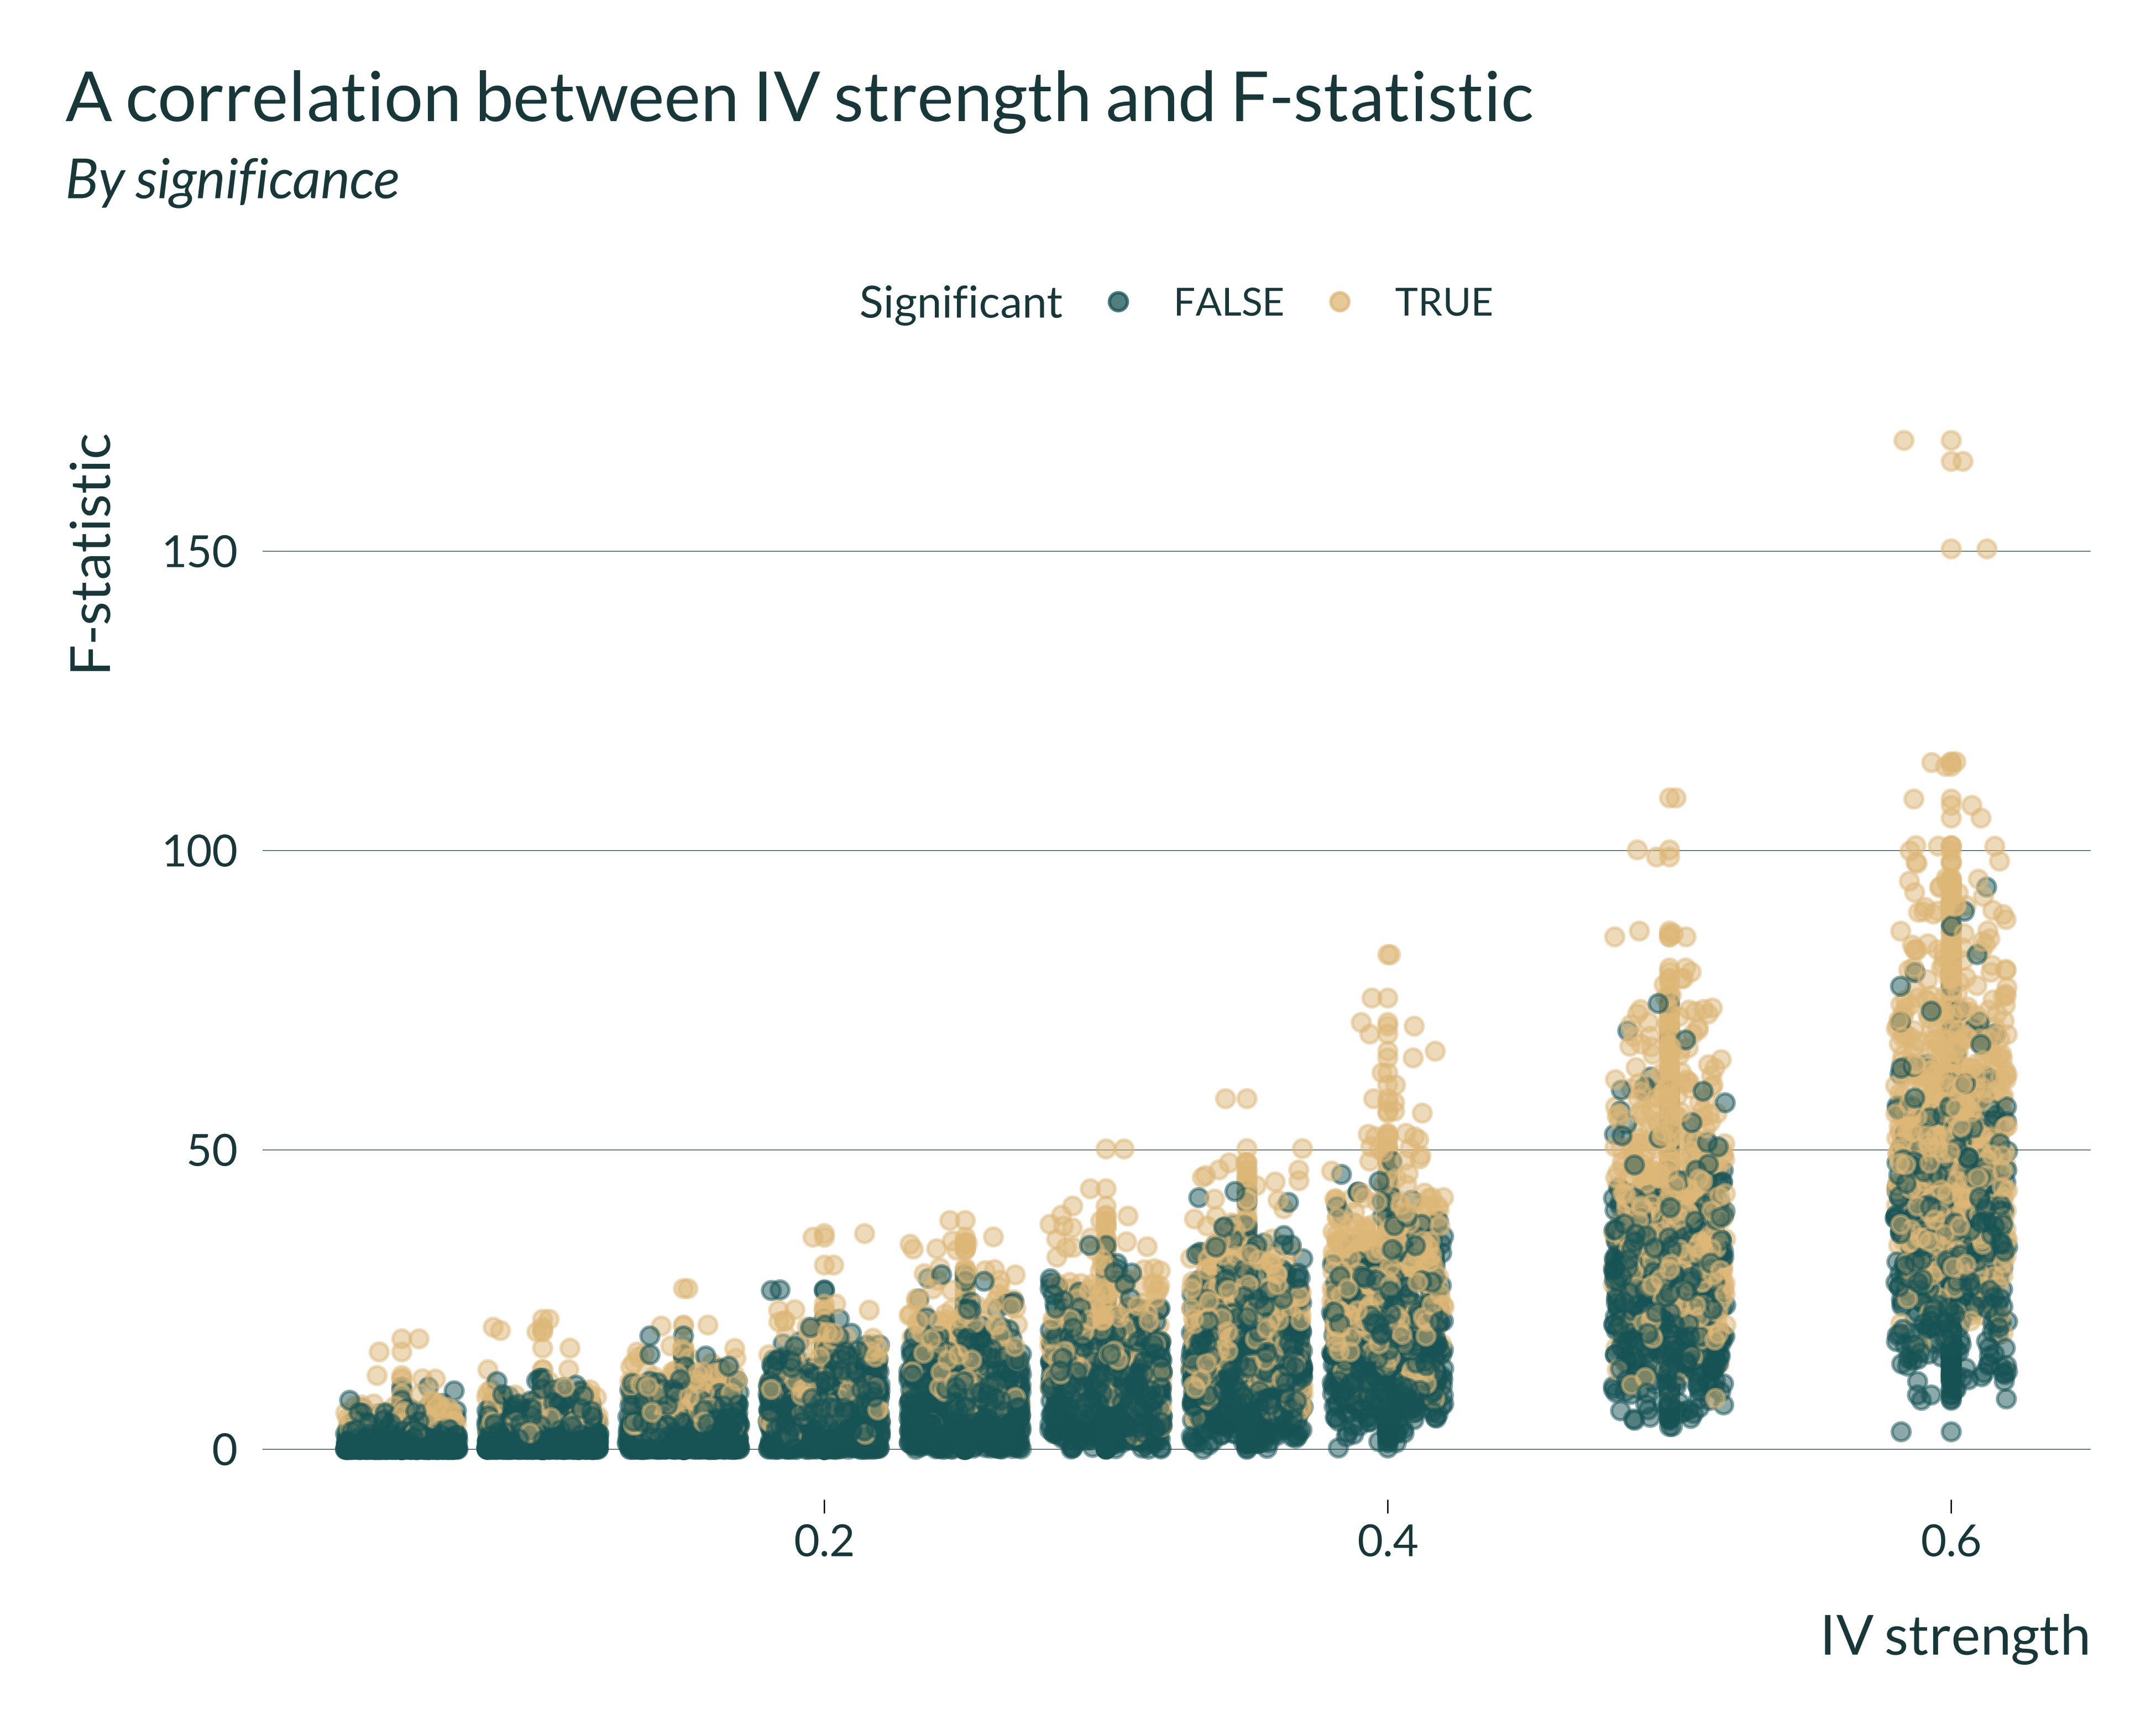 A correlation between IV strength and F-statistic
By significance
Significant FALSE TRUE
F-statistic
150
100
50
0
0.2 0.4 0.6
IV strength